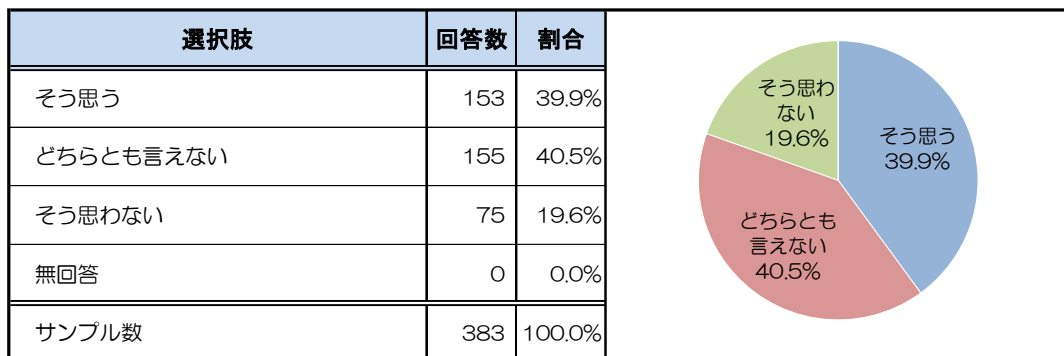 選択肢 回答数 割合
そう思う 153 39.9%
どちらとも言えない 155 40.5%
そう思わない 75 19.6%
無回答 0 0.0%
サンプル数 383 100.0%
そう思わ
ない
19.6%
そう思う
39.9%
どちらとも
言えない
40.5%